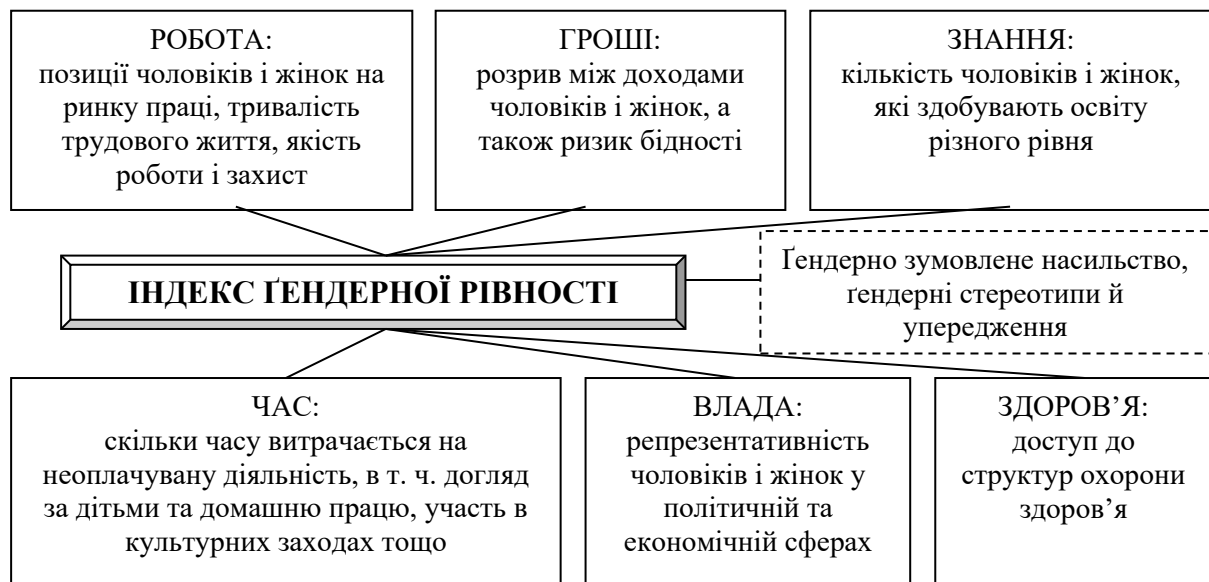 РОБОТА:
позиції чоловіків і жінок на
ринку праці, тривалість
трудового життя, якість
роботи і захист
ГРОШІ:
розрив між доходами
чоловіків і жінок, а
також ризик бідності
ЗНАННЯ:
кількість чоловіків і жінок,
які здобувають освіту
різного рівня
ІНДЕКС ҐЕНДЕРНОЇ РІВНОСТІ
Ґендерно зумовлене насильство,
ґендерні стереотипи й
упередження
ЧАС:
скільки часу витрачається на
неоплачувану діяльність, в т. ч. догляд
за дітьми та домашню працю, участь в
культурних заходах тощо
ВЛАДА:
репрезентативність
чоловіків і жінок у
політичній та
економічній сферах
ЗДОРОВ’Я:
доступ до
структур охорони
здоров’я